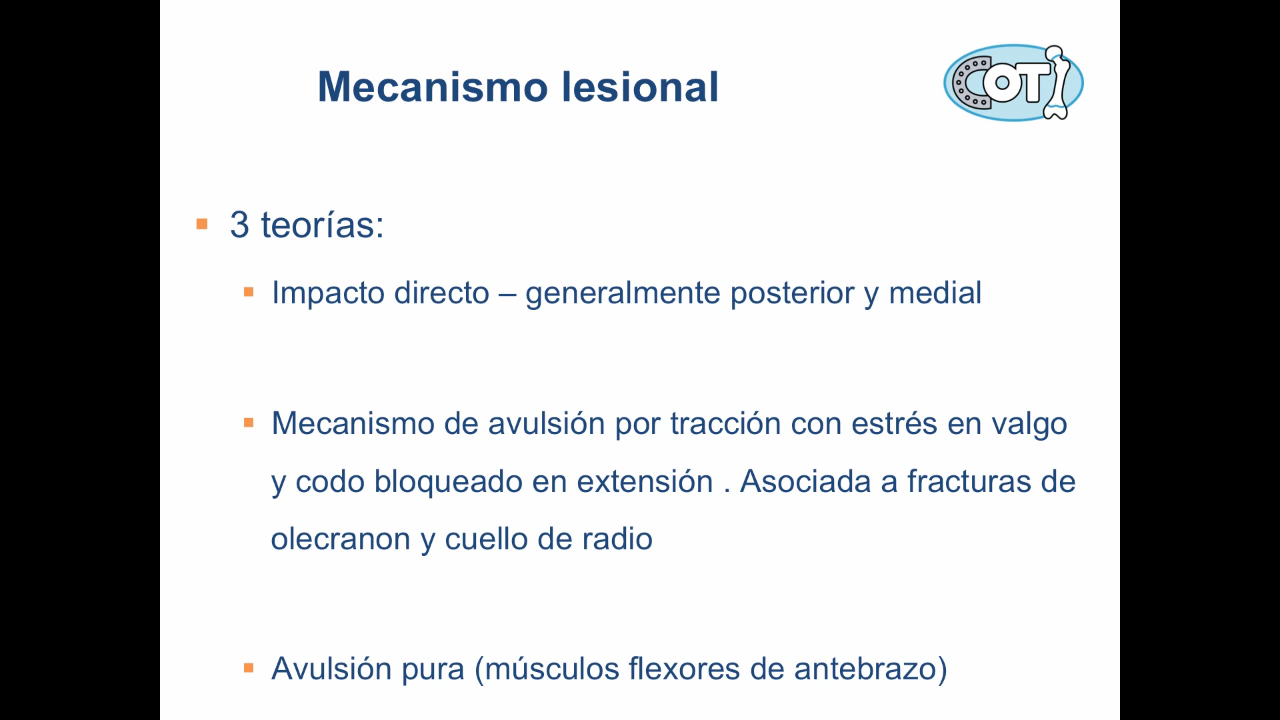 Mecanismo lesional
COT
3 teorías:
Impacto directo – generalmente posterior y medial
Mecanismo de avulsión por tracción con estrés en valgo
y codo bloqueado en extensión . Asociada a fracturas de
olecranon y cuello de radio
Avulsión pura (músculos flexores de antebrazo)